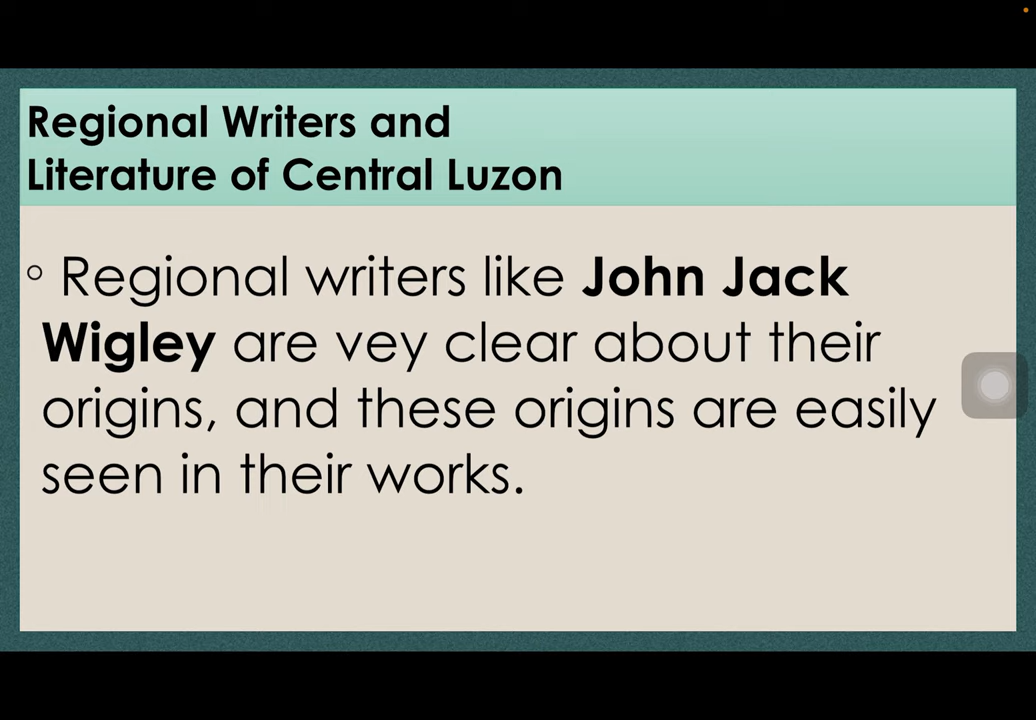 Regional Writers and
Literature of Central Luzon
◦ Regional writers like John Jack
Wigley are vey clear about their
origins, and these origins are easily
seen in their works.